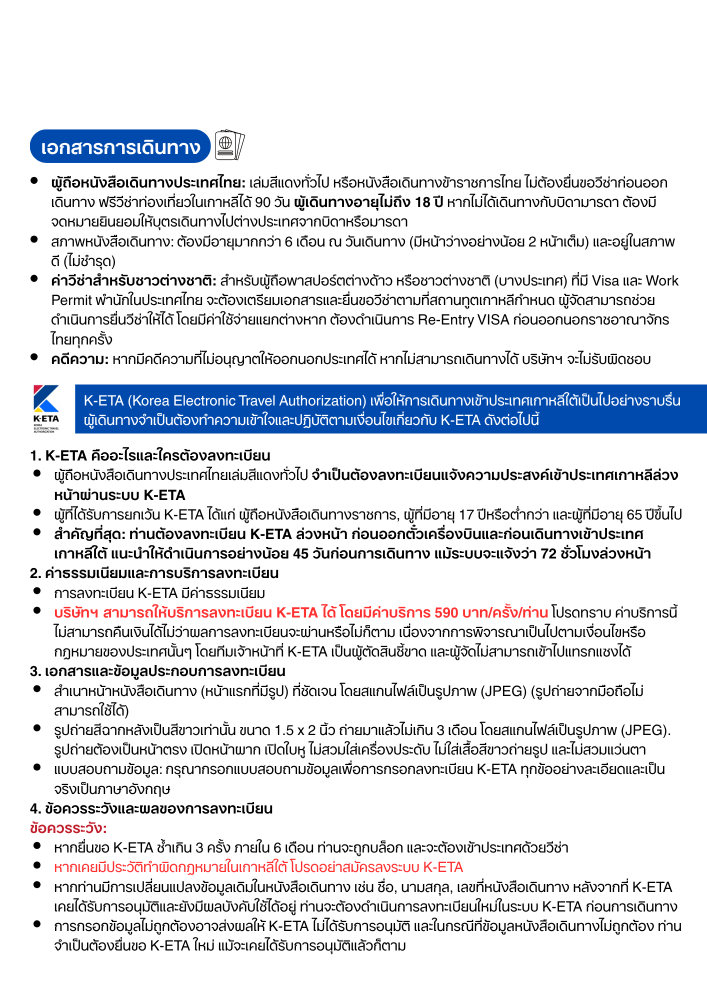 เอกสารการเดินทาง
● ผู้ถือหนังสือเดินทางประเทศไทย: เล่มสีแดงทั่วไป หรือหนังสือเดินทางข้าราชการไทย ไม่ต้องยื่นขอวีซ่าก่อนออก
เดินทาง ฟรีวีซ่าท่องเที่ยวในเกาหลีได้ 90 วัน ผู้เดินทางอายุไม่ถึง 18 ปี หากไม่ได้เดินทางกับบิดามารดา ต้องมี
จดหมายยินยอมให้บุตรเดินทางไปต่างประเทศจากบิดาหรือมารดา
● สภาพหนังสือเดินทาง: ต้องมีอายุมากกว่า 6 เดือน ณ วันเดินทาง (มีหน้าว่างอย่างน้อย 2 หน้าเต็ม) และอยู่ในสภาพ
ดี (ไม่ชำรุด)
● ค่าวีซ่าสำหรับชาวต่างชาติ: สำหรับผู้ถือพาสปอร์ตต่างด้าว หรือชาวต่างชาติ (บางประเทศ) ที่มี Visa และ Work
Permit พำนักในประเทศไทย จะต้องเตรียมเอกสารและยื่นขอวีซ่าตามที่สถานทูตเกาหลีกำหนด ผู้จัดสามารถช่วย
ดำเนินการยื่นวีซ่าให้ได้ โดยมีค่าใช้จ่ายแยกต่างหาก ต้องดำเนินการ Re-Entry VISA ก่อนออกนอกราชอาณาจักร
ไทยทุกครั้ง
● คดีความ: หากมีคดีความที่ไม่อนุญาตให้ออกนอกประเทศได้ หากไม่สามารถเดินทางได้ บริษัทฯ จะไม่รับผิดชอบ
K-ETA
KOREA
ELECTRONIC TRAVEL
AUTHORIZATION
K-ETA (Korea Electronic Travel Authorization) เพื่อให้การเดินทางเข้าประเทศเกาหลีใต้เป็นไปอย่างราบรื่น
ผู้เดินทางจำเป็นต้องทำความเข้าใจและปฏิบัติตามเงื่อนไขเกี่ยวกับ K-ETA ดังต่อไปนี้
1. K-ETA คืออะไรและใครต้องลงทะเบียน
● ผู้ถือหนังสือเดินทางประเทศไทยเล่มสีแดงทั่วไป จำเป็นต้องลงทะเบียนแจ้งความประสงค์เข้าประเทศเกาหลีล่วง
หน้าผ่านระบบ K-ETA
● ผู้ที่ได้รับการยกเว้น K-ETA ได้แก่ ผู้ถือหนังสือเดินทางราชการ, ผู้ที่มีอายุ 17 ปีหรือต่ำกว่า และผู้ที่มีอายุ 65 ปีขึ้นไป
● สำคัญที่สุด: ท่านต้องลงทะเบียน K-ETA ล่วงหน้า ก่อนออกตั๋วเครื่องบินและก่อนเดินทางเข้าประเทศ
เกาหลีใต้ แนะนำให้ดำเนินการอย่างน้อย 45 วันก่อนการเดินทาง แม้ระบบจะแจ้งว่า 72 ชั่วโมงล่วงหน้า
2. ค่าธรรมเนียมและการบริการลงทะเบียน
● การลงทะเบียน K-ETA มีค่าธรรมเนียม
● บริษัทฯ สามารถให้บริการลงทะเบียน K-ETA ได้ โดยมีค่าบริการ 590 บาท/ครั้ง/ท่าน โปรดทราบ ค่าบริการนี้
ไม่สามารถคืนเงินได้ไม่ว่าผลการลงทะเบียนจะผ่านหรือไม่ก็ตาม เนื่องจากการพิจารณาเป็นไปตามเงื่อนไขหรือ
กฎหมายของประเทศนั้นๆ โดยทีมเจ้าหน้าที่ K-ETA เป็นผู้ตัดสินชี้ขาด และผู้จัดไม่สามารถเข้าไปแทรกแซงได้
3. เอกสารและข้อมูลประกอบการลงทะเบียน
● สำเนาหน้าหนังสือเดินทาง (หน้าแรกที่มีรูป) ที่ชัดเจน โดยสแกนไฟล์เป็นรูปภาพ (JPEG) (รูปถ่ายจากมือถือไม่
สามารถใช้ได้)
● รูปถ่ายสีฉากหลังเป็นสีขาวเท่านั้น ขนาด 1.5 x 2 นิ้ว ถ่ายมาแล้วไม่เกิน 3 เดือน โดยสแกนไฟล์เป็นรูปภาพ (JPEG).
รูปถ่ายต้องเป็นหน้าตรง เปิดหน้าผาก เปิดใบหู ไม่สวมใส่เครื่องประดับ ไม่ใส่เสื้อสีขาวถ่ายรูป และไม่สวมแว่นตา
● แบบสอบถามข้อมูล: กรุณากรอกแบบสอบถามข้อมูลเพื่อการกรอกลงทะเบียน K-ETA ทุกข้ออย่างละเอียดและเป็น
จริงเป็นภาษาอังกฤษ
4. ข้อควรระวังและผลของการลงทะเบียน
ข้อควรระวัง:
● หากยื่นขอ K-ETA ซ้ำเกิน 3 ครั้ง ภายใน 6 เดือน ท่านจะถูกบล็อก และจะต้องเข้าประเทศด้วยวีซ่า
● หากเคยมีประวัติทำผิดกฎหมายในเกาหลีใต้ โปรดอย่าสมัครลงระบบ K-ETA
● หากท่านมีการเปลี่ยนแปลงข้อมูลเดิมในหนังสือเดินทาง เช่น ชื่อ, นามสกุล, เลขที่หนังสือเดินทาง หลังจากที่ K-ETA
เคยได้รับการอนุมัติและยังมีผลบังคับใช้ได้อยู่ ท่านจะต้องดำเนินการลงทะเบียนใหม่ในระบบ K-ETA ก่อนการเดินทาง
● การกรอกข้อมูลไม่ถูกต้องอาจส่งผลให้ K-ETA ไม่ได้รับการอนุมัติ และในกรณีที่ข้อมูลหนังสือเดินทางไม่ถูกต้อง ท่าน
จำเป็นต้องยื่นขอ K-ETA ใหม่ แม้จะเคยได้รับการอนุมัติแล้วก็ตาม